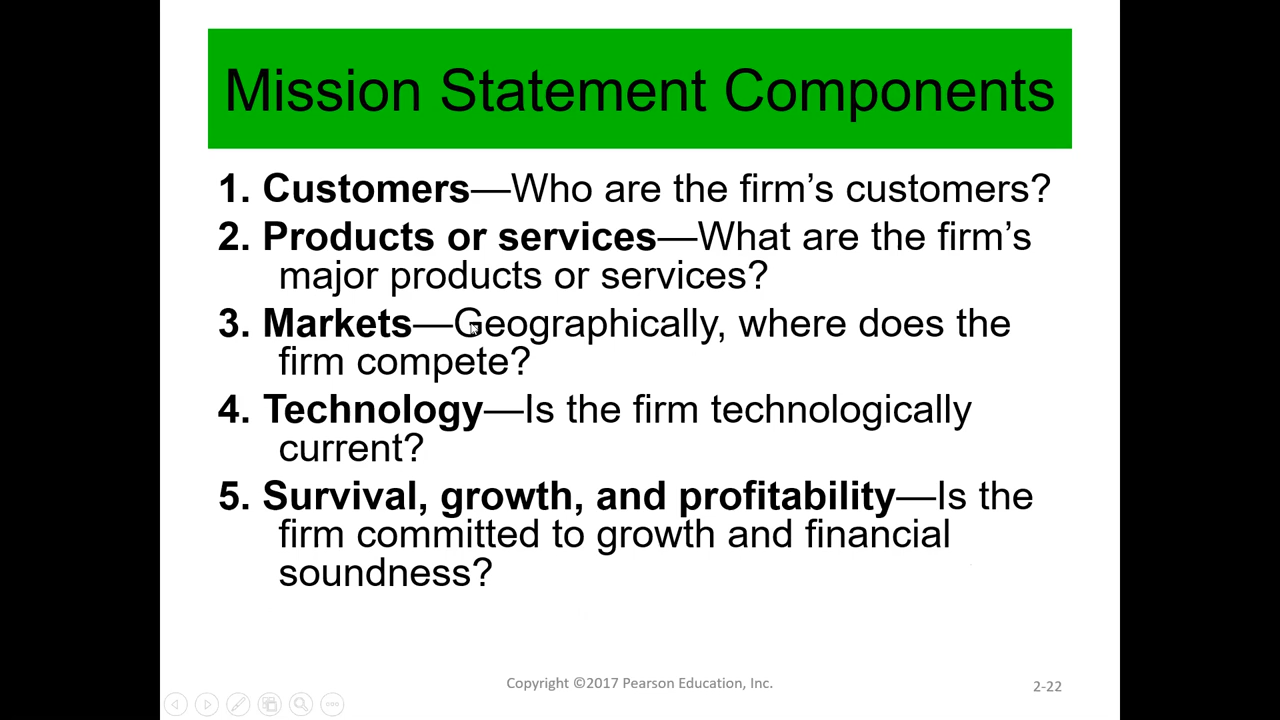 Mission Statement Components
1. Customers—Who are the firm’s customers?
2. Products or services—What are the firm’s
major products or services?
3. Markets—Geographically, where does the
firm compete?
4. Technology—Is the firm technologically
current?
5. Survival, growth, and profitability—Is the
firm committed to growth and financial
soundness?
Copyright ©2017 Pearson Education, Inc.
2-22